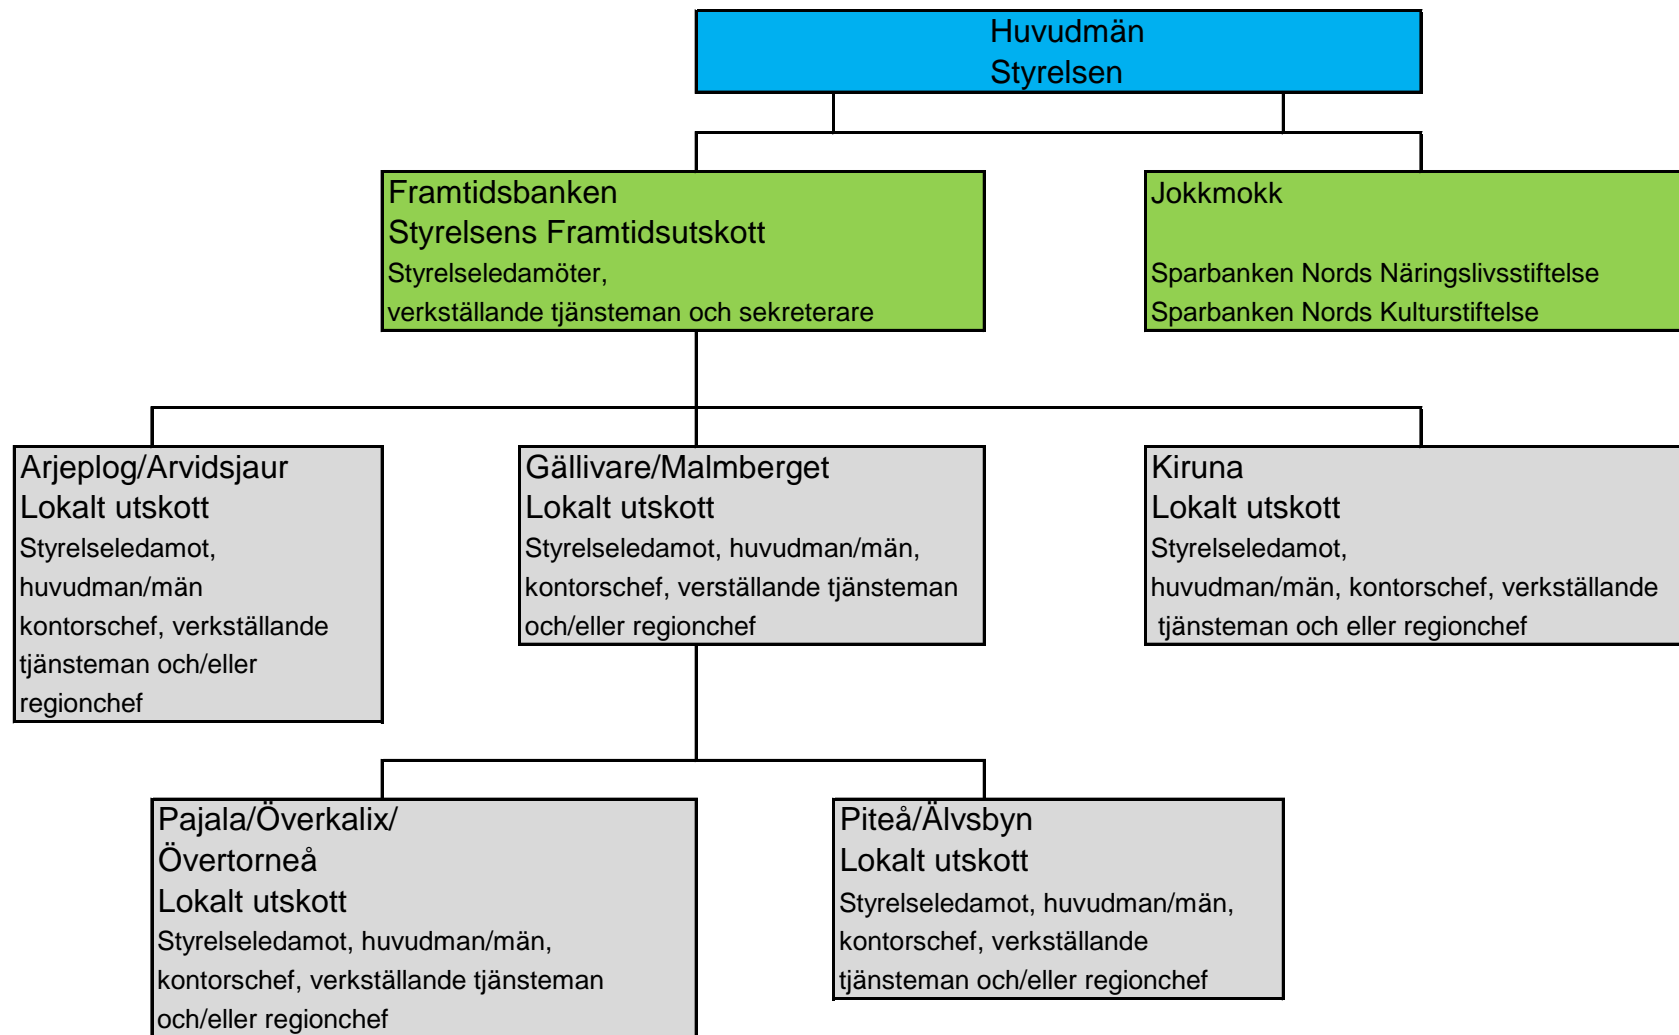 Huvudmän
Styrelsen
Framtidsbanken
Styrelsens Framtidsutskott
Styrelseledamöter,
verkställande tjänsteman och sekreterare
Jokkmokk
Sparbanken Nords Näringslivsstiftelse
Sparbanken Nords Kulturstiftelse
Arjeplog/Arvidsjaur
Lokalt utskott
Styrelseledamot,
huvudman/män
kontorschef, verkställande
tjänsteman och/eller
regionchef
Gällivare/Malmberget
Lokalt utskott
Styrelseledamot, huvudman/män,
kontorschef, verställande tjänsteman
och/eller regionchef
Kiruna
Lokalt utskott
Styrelseledamot,
huvudman/män, kontorschef, verkställande
tjänsteman och eller regionchef
Pajala/Överkalix/
Övertorneå
Lokalt utskott
Styrelseledamot, huvudman/män,
kontorschef, verkställande tjänsteman
och/eller regionchef
Piteå/Älvsbyn
Lokalt utskott
Styrelseledamot, huvudman/män,
kontorschef, verkställande
tjänsteman och/eller regionchef